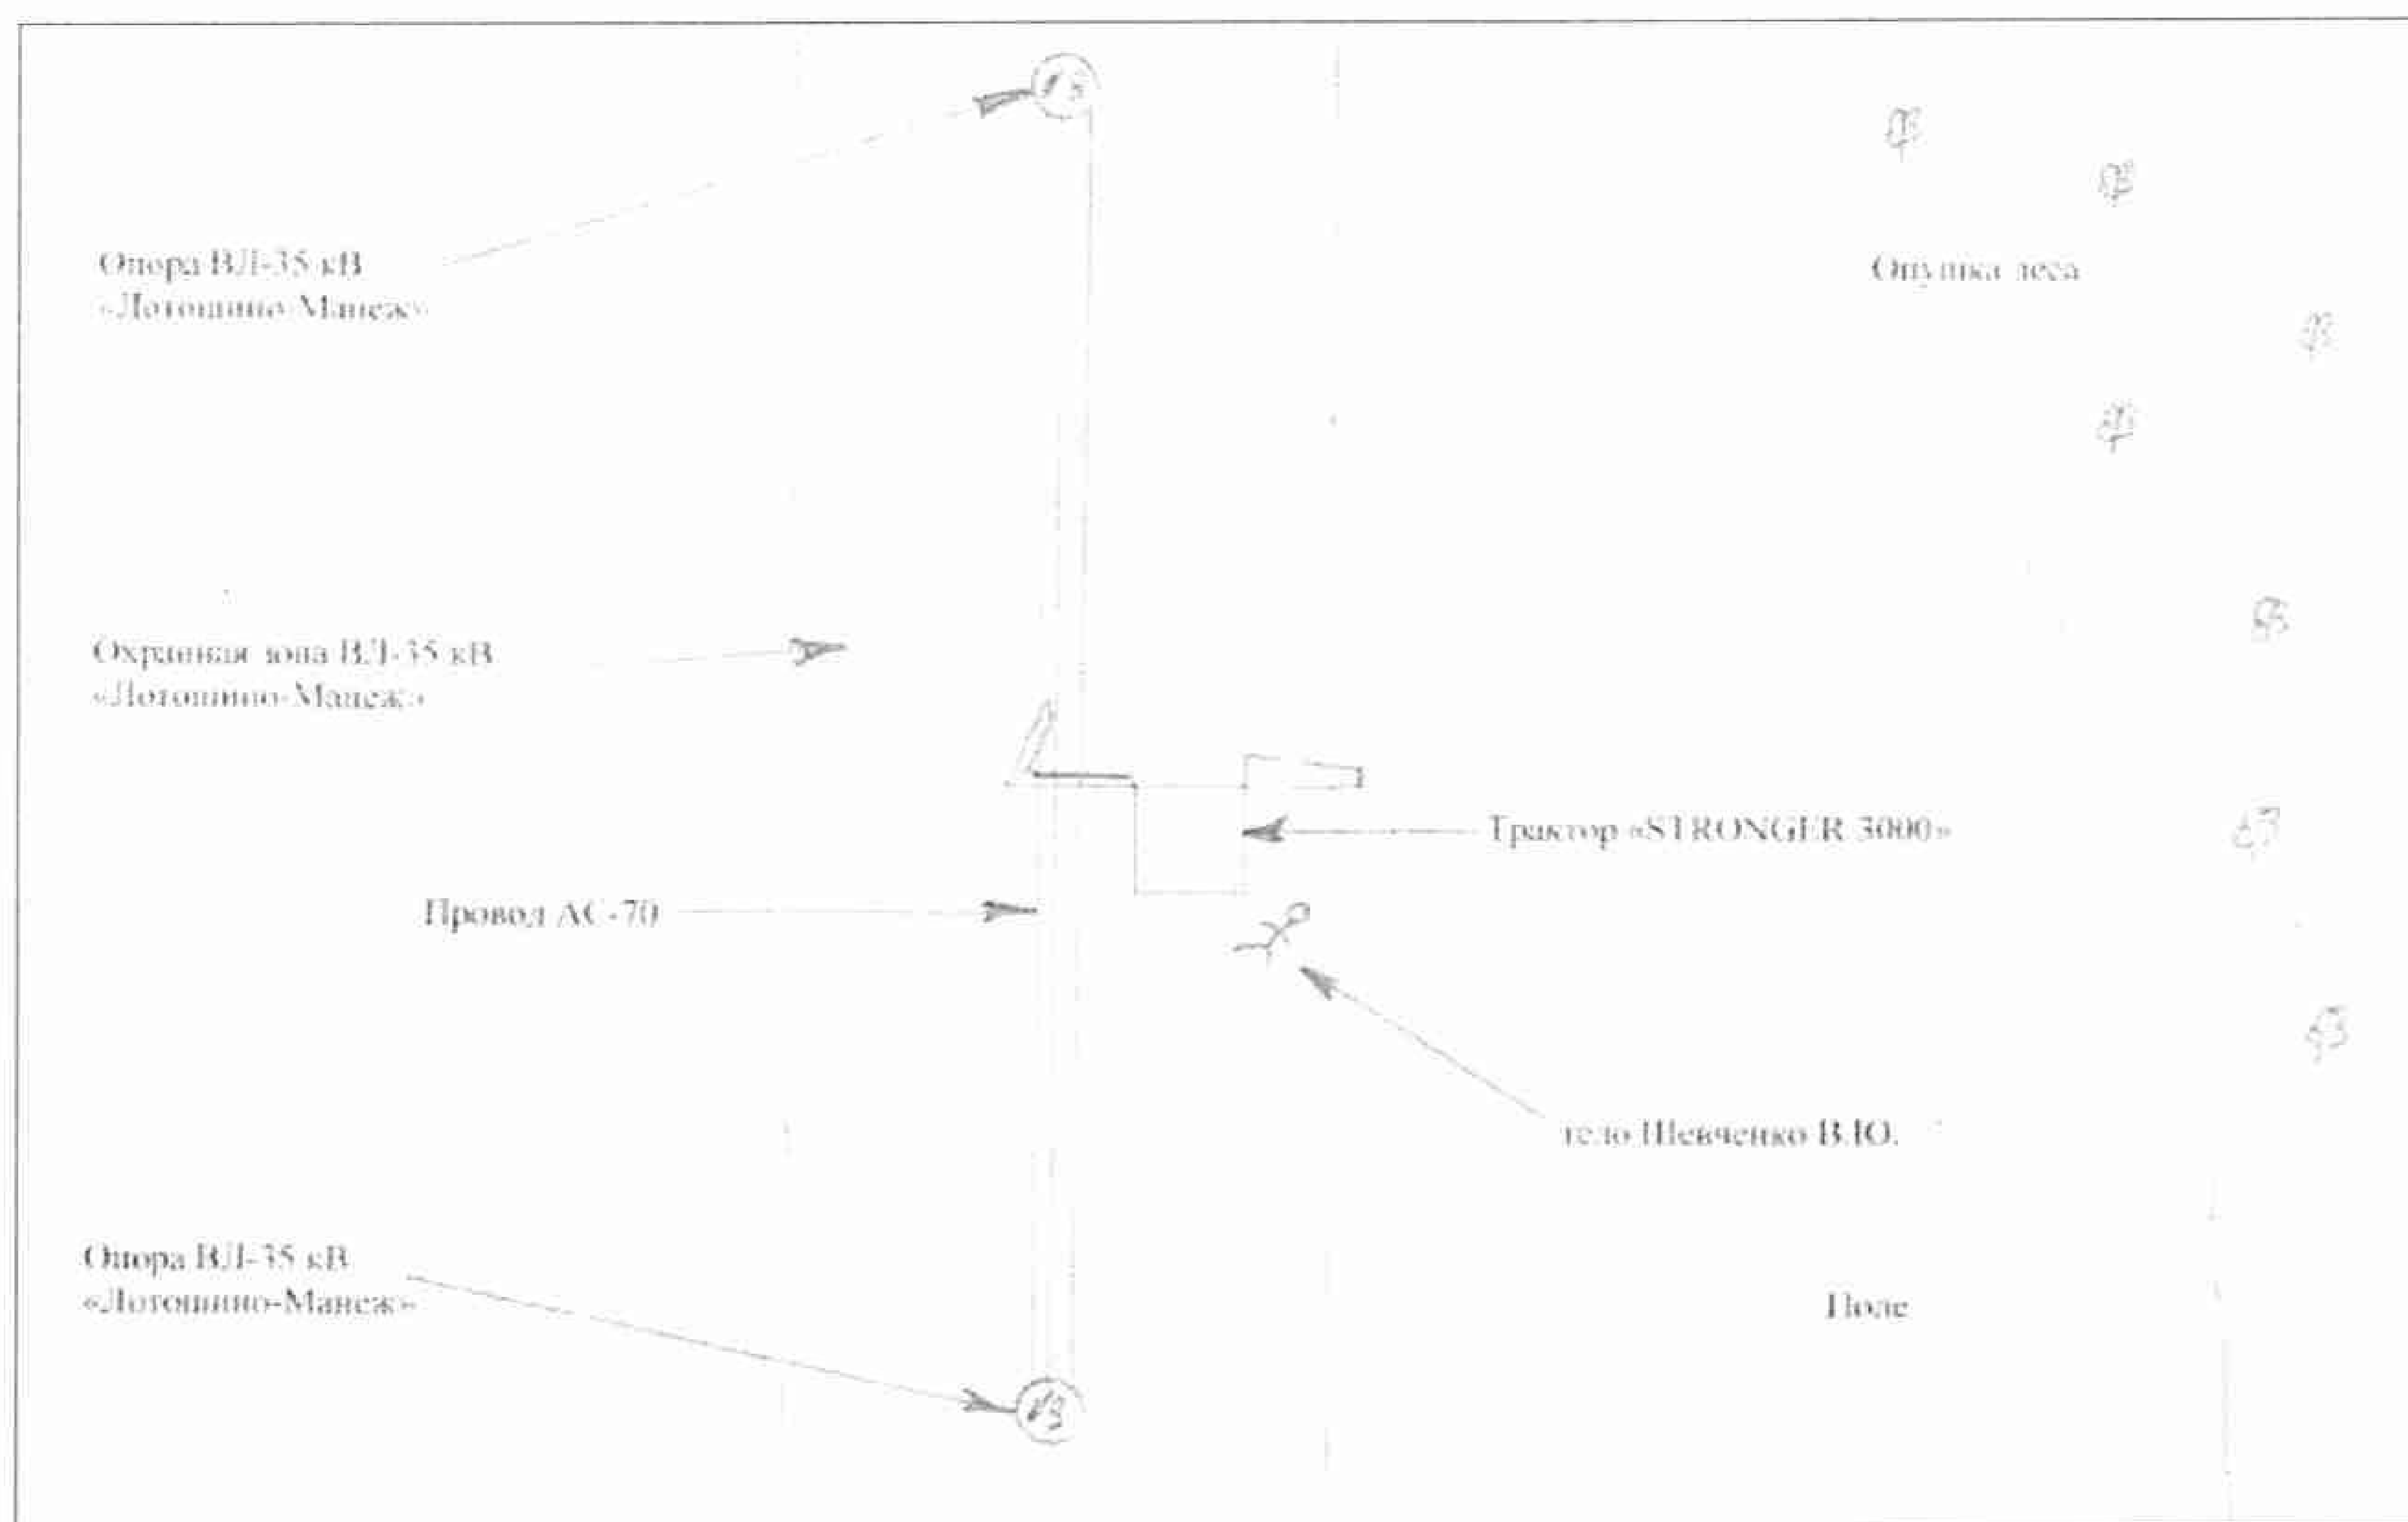 Опора ВЛ-35 кВ
«Лотошино-Манеж»
Опушка леса
Охранная зона ВЛ-35 кВ
«Лотошино-Манеж»
Трактор «STRONGER 3000»
Провод АС-70
тело Шевченко В.Ю.
Опора ВЛ-35 кВ
«Лотошино-Манеж»
Поле